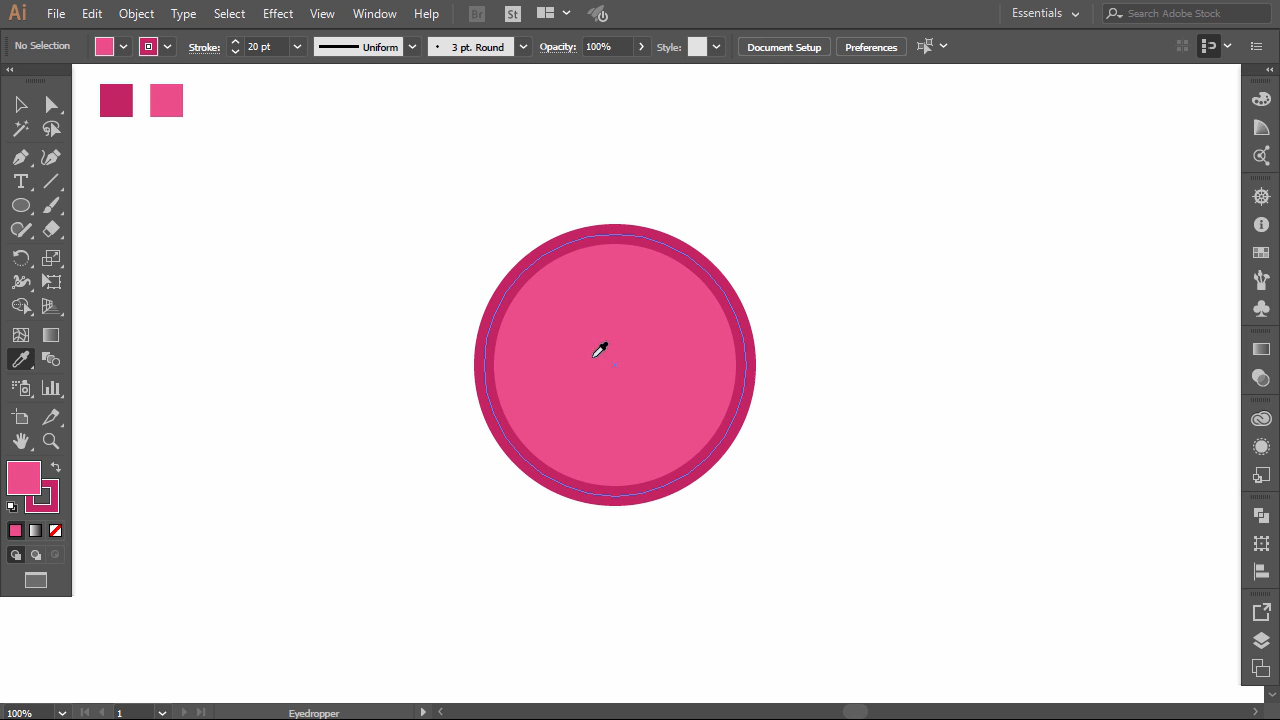 Ai File Edit Object Type Select Effect View Window Help Br St Essentials Search Adobe Stock
No Selection Stroke: 20 pt Uniform 3 pt. Round Opacity: 100% Style: Document Setup Preferences
T
100% 1 Eyedropper